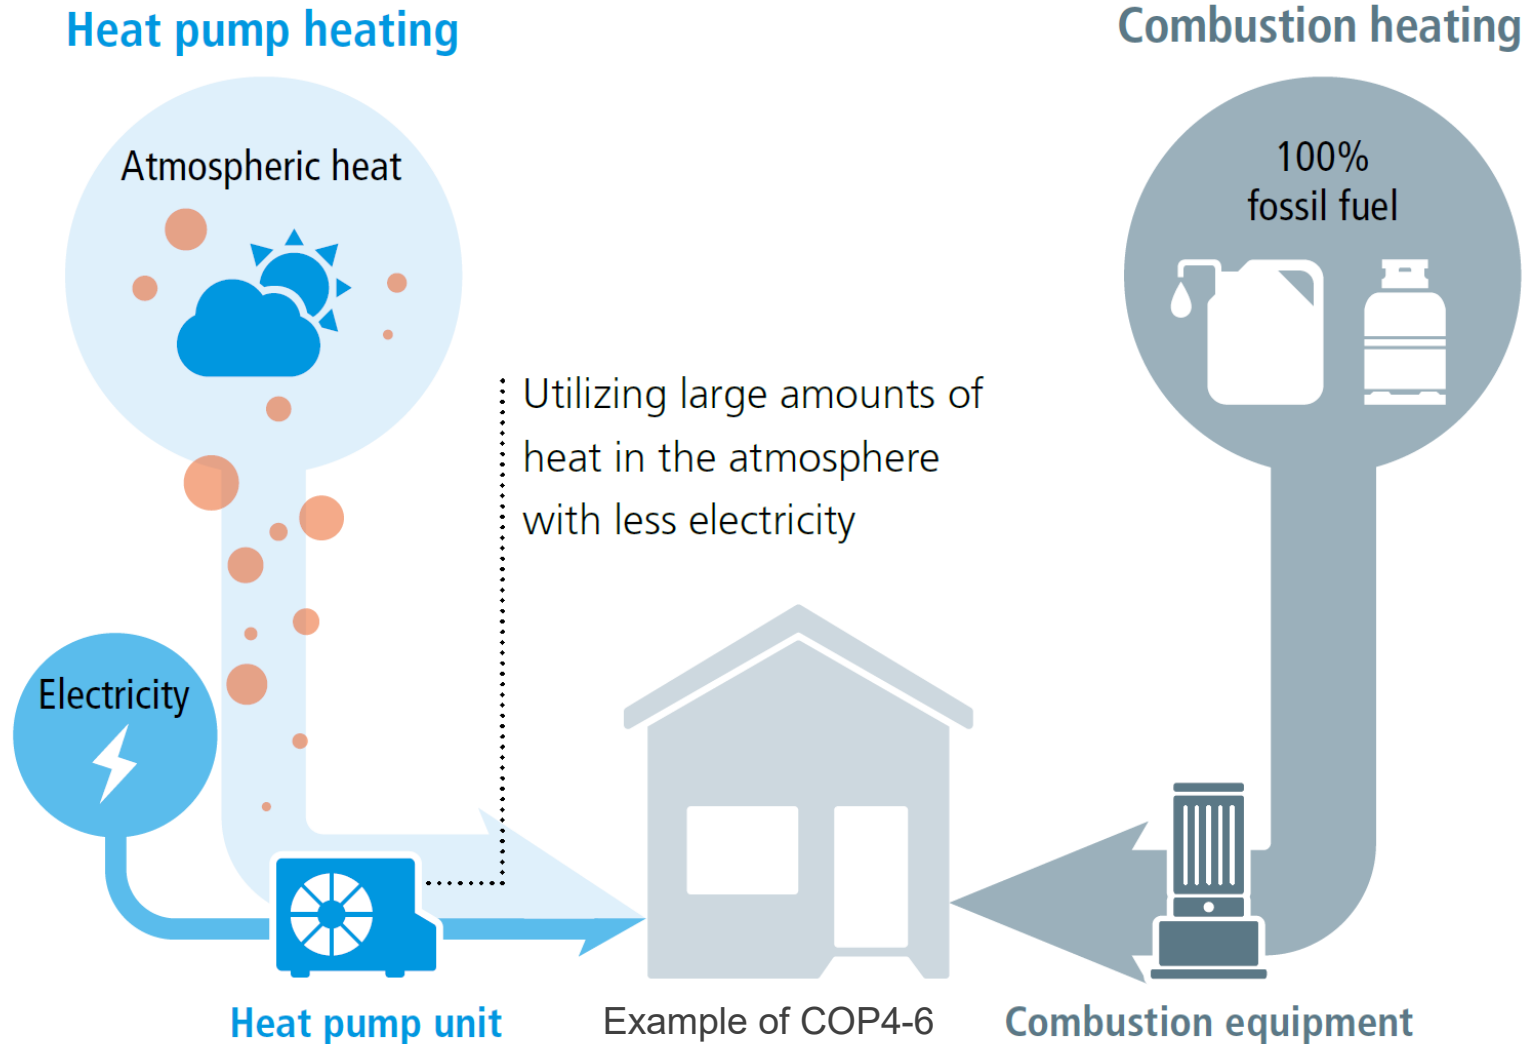 Heat pump heating
Combustion heating
Atmospheric heat
100%
fossil fuel
Utilizing large amounts of
heat in the atmosphere
with less electricity
Electricity
Heat pump unit
Example of COP4-6
Combustion equipment